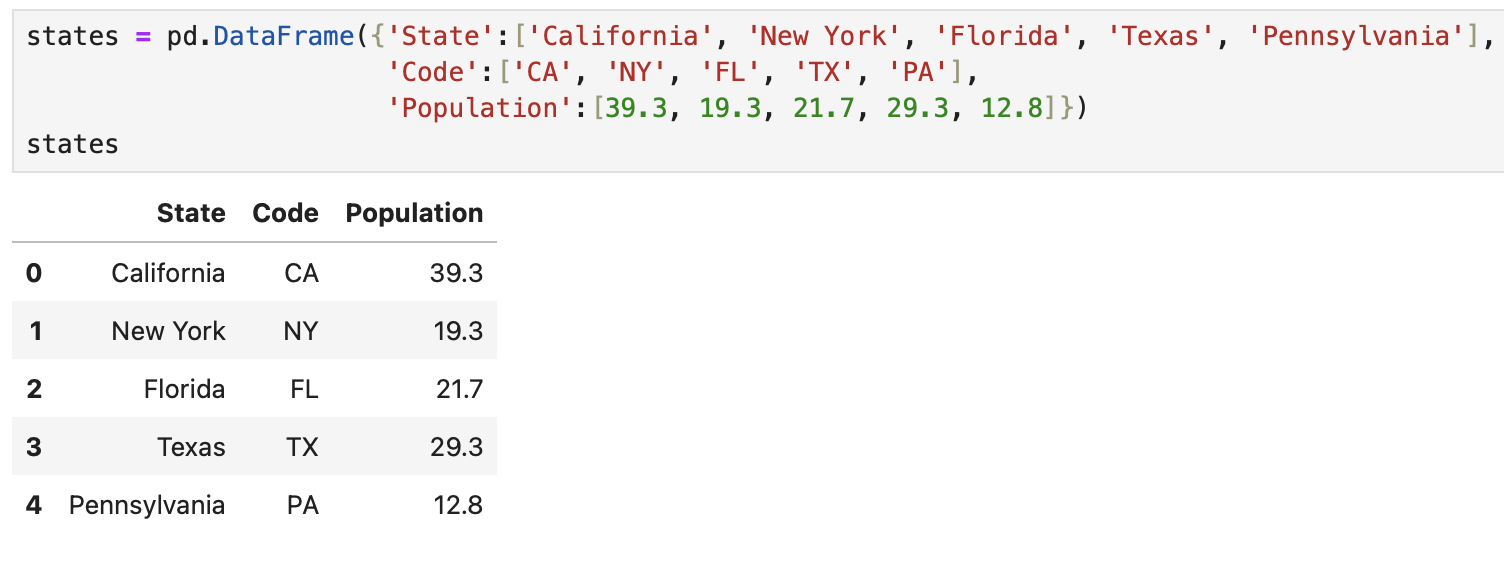 states = pd.DataFrame({'State':['California', 'New York', 'Florida', 'Texas', 'Pennsylvania'],
'Code':['CA', 'NY', 'FL', 'TX', 'PA'],
'Population':[39.3, 19.3, 21.7, 29.3, 12.8]})
states
State Code Population
0 California CA 39.3
1 New York NY 19.3
2 Florida FL 21.7
3 Texas TX 29.3
4 Pennsylvania PA 12.8